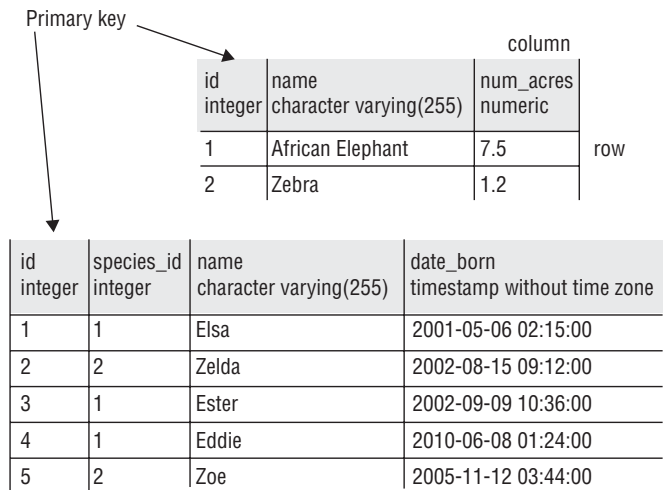 Primary key
column
id name num_acres
integer character varying(255) numeric
1 African Elephant 7.5 row
2 Zebra 1.2
id species_id name date_born
integer integer character varying(255) timestamp without time zone
1 1 Elsa 2001-05-06 02:15:00
2 2 Zelda 2002-08-15 09:12:00
3 1 Ester 2002-09-09 10:36:00
4 1 Eddie 2010-06-08 01:24:00
5 2 Zoe 2005-11-12 03:44:00